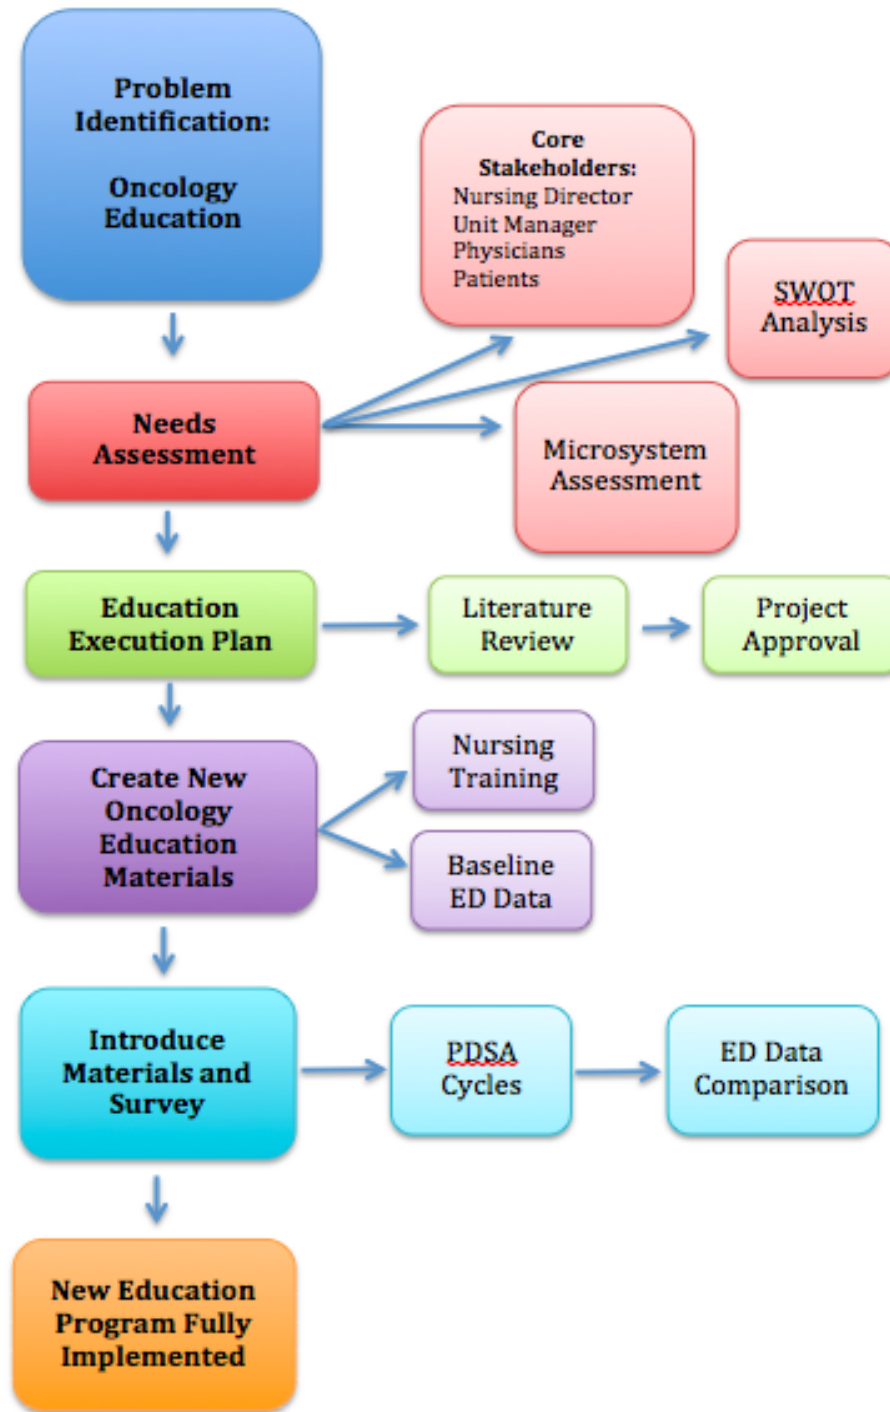 Problem
Identification:
Oncology
Education
Core
Stakeholders:
Nursing Director
Unit Manager
Physicians
Patients
SWOT
Analysis
Needs
Assessment
Microsystem
Assessment
Education
Execution Plan
Literature
Review
Project
Approval
Create New
Oncology
Education
Materials
Nursing
Training
Baseline
ED Data
Introduce
Materials and
Survey
PDSA
Cycles
ED Data
Comparison
New Education
Program Fully
Implemented